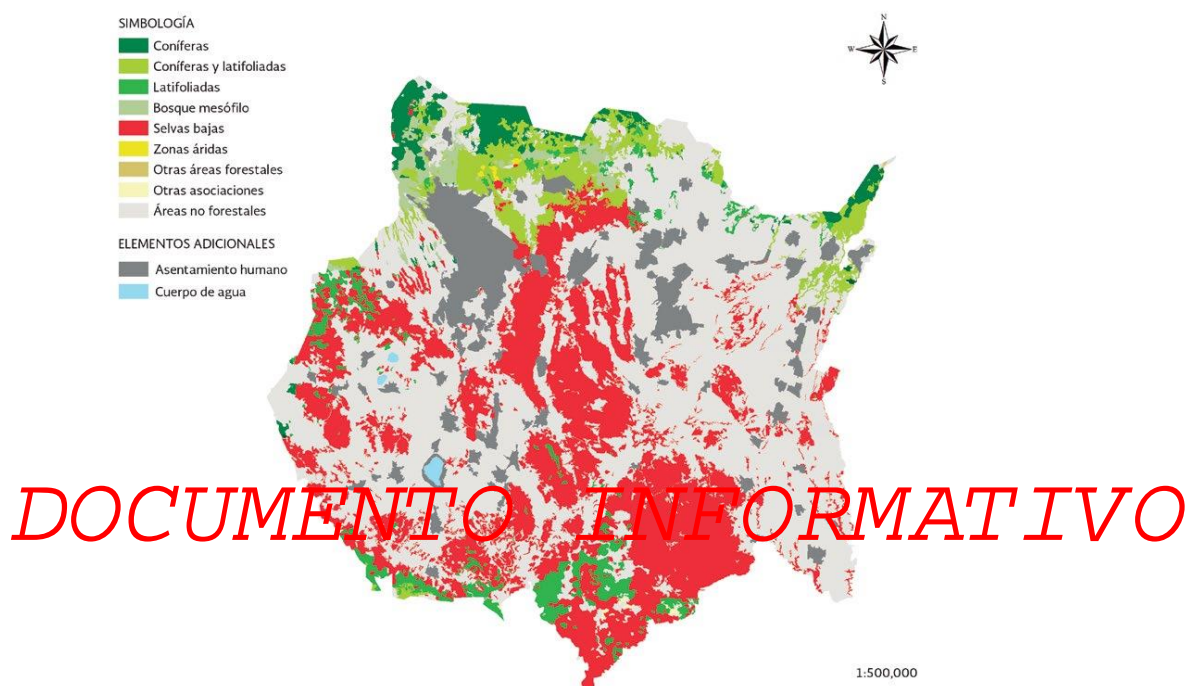 SIMBOLOGÍA
Coníferas
Coníferas y latifoliadas
Latifoliadas
Bosque mesófilo
Selvas bajas
Zonas áridas
Otras áreas forestales
Otras asociaciones
Áreas no forestales
ELEMENTOS ADICIONALES
Asentamiento humano
Cuerpo de agua
N
W E
S
DOCUMENTO INFORMATIVO
1:500,000